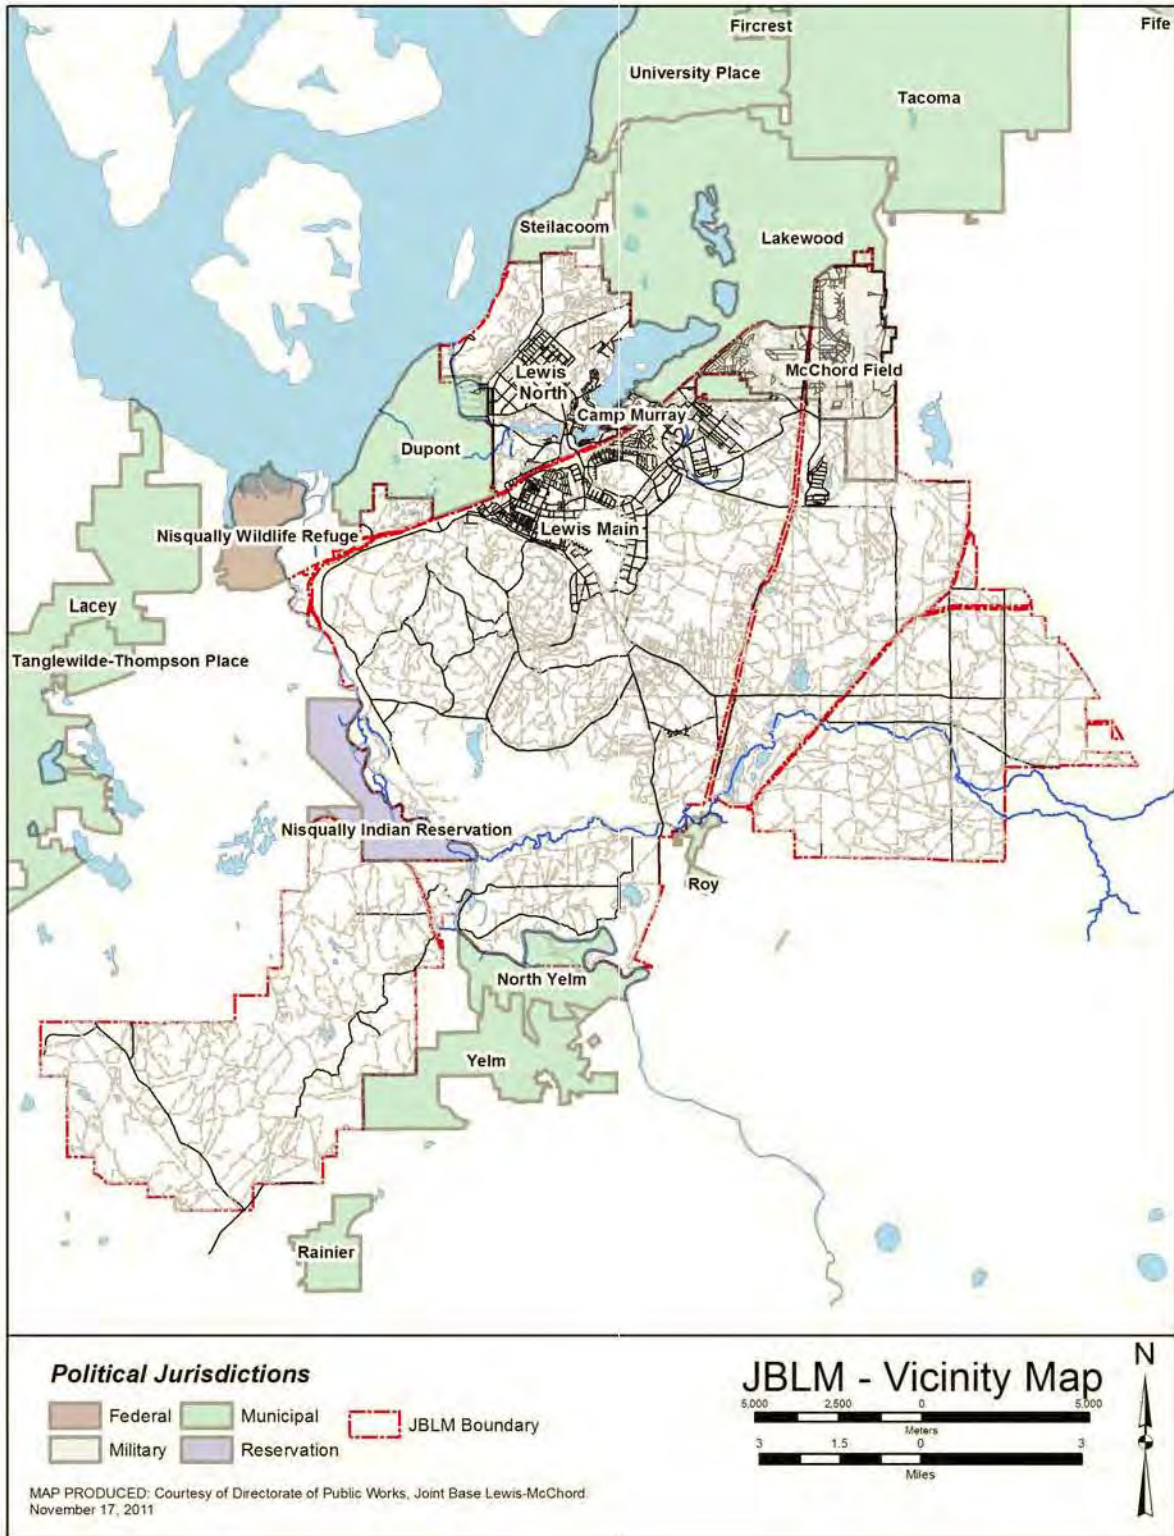 Fircrest
Fife
University Place
Tacoma
Steilacoom
Lakewood
Lewis
North
McChord Field
Camp Murray
Dupont
Lewis Main
Nisqually Wildlife Refuge
Lacey
Tanglewilde-Thompson Place
Nisqually Indian Reservation
Roy
North Yelm
Yelm
Rainier
Political Jurisdictions
Federal
Municipal
Military
Reservation
JBLM Boundary
JBLM - Vicinity Map
5,000 2,500 0 5,000
Meters
3 1.5 0 3
Miles
N
MAP PRODUCED: Courtesy of Directorate of Public Works, Joint Base Lewis-McChord.
November 17, 2011